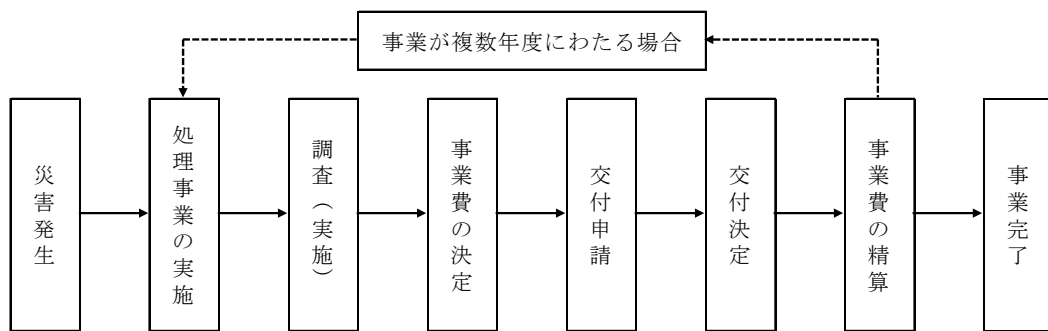 事業が複数年度にわたる場合
災害発生
処理事業の実施
調査（実施）
事業費の決定
交付申請
交付決定
事業費の精算
事業完了